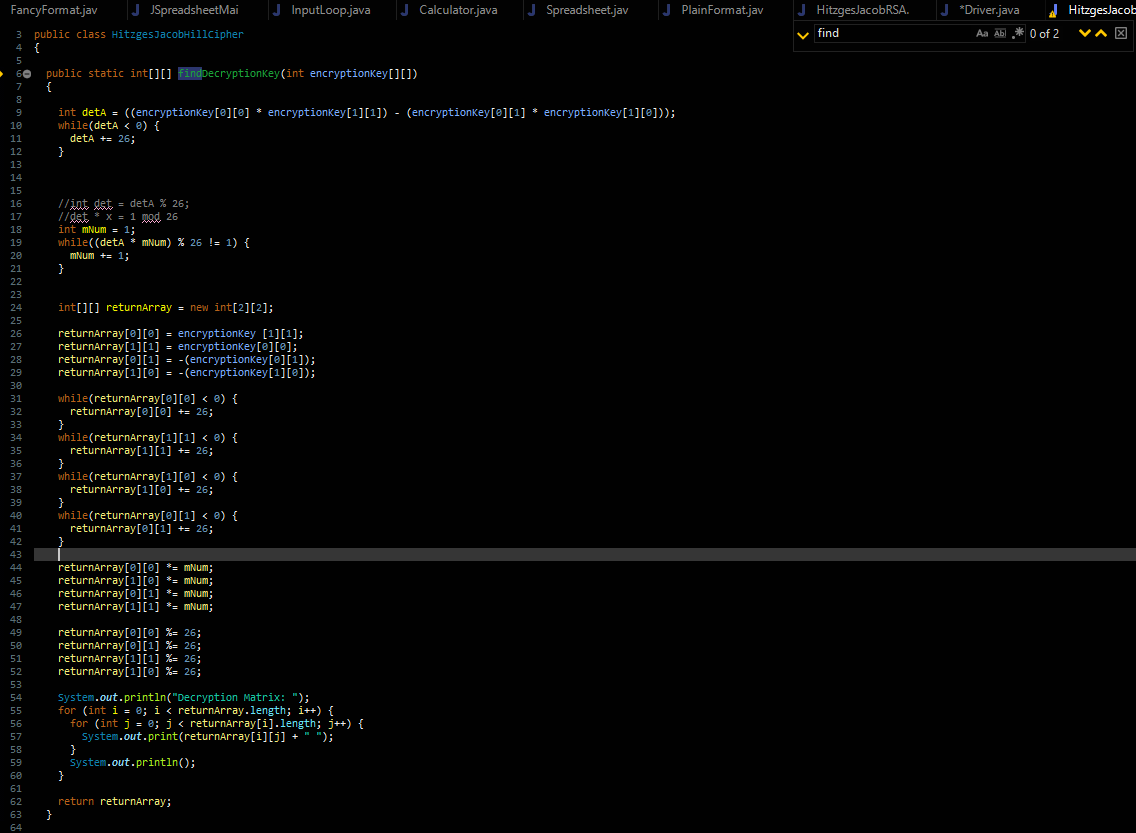 FancyFormat.jav JSpreadsheetMai InputLoop.java Calculator.java Spreadsheet.jav PlainFormat.jav HitzgesJacobRSA. *Driver.java HitzgesJacob
find Aa Ab .* 0 of 2
3 public class HitzgesJacobHillCipher
4 {
5
6 public static int[][] findDecryptionKey(int encryptionKey[][])
7 {
8
9 int detA = ((encryptionKey[0][0] * encryptionKey[1][1]) - (encryptionKey[0][1] * encryptionKey[1][0]));
10 while(detA < 0) {
11 detA += 26;
12 }
13
14
15
16 //int det = detA % 26;
17 //det * x = 1 mod 26
18 int mNum = 1;
19 while((detA * mNum) % 26 != 1) {
20 mNum += 1;
21 }
22
23
24 int[][] returnArray = new int[2][2];
25
26 returnArray[0][0] = encryptionKey [1][1];
27 returnArray[1][1] = encryptionKey[0][0];
28 returnArray[0][1] = -(encryptionKey[0][1]);
29 returnArray[1][0] = -(encryptionKey[1][0]);
30
31 while(returnArray[0][0] < 0) {
32 returnArray[0][0] += 26;
33 }
34 while(returnArray[1][1] < 0) {
35 returnArray[1][1] += 26;
36 }
37 while(returnArray[1][0] < 0) {
38 returnArray[1][0] += 26;
39 }
40 while(returnArray[0][1] < 0) {
41 returnArray[0][1] += 26;
42 }
43
44 returnArray[0][0] *= mNum;
45 returnArray[1][0] *= mNum;
46 returnArray[0][1] *= mNum;
47 returnArray[1][1] *= mNum;
48
49 returnArray[0][0] %= 26;
50 returnArray[0][1] %= 26;
51 returnArray[1][1] %= 26;
52 returnArray[1][0] %= 26;
53
54 System.out.println("Decryption Matrix: ");
55 for (int i = 0; i < returnArray.length; i++) {
56 for (int j = 0; j < returnArray[i].length; j++) {
57 System.out.print(returnArray[i][j] + " ");
58 }
59 System.out.println();
60 }
61
62 return returnArray;
63 }
64